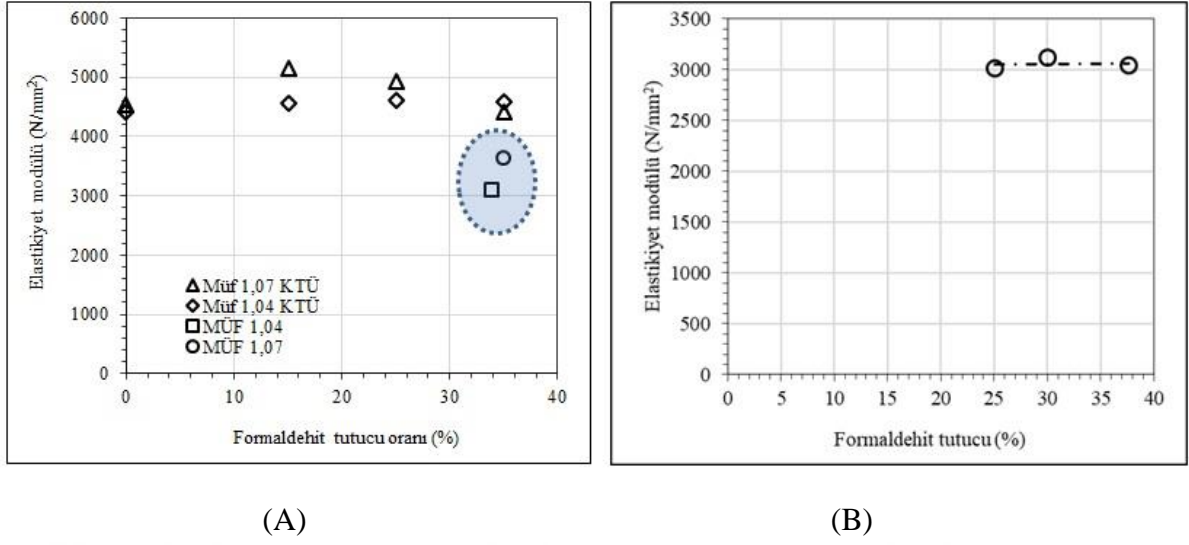 Elastikiyet modülü (N/mm²)
6000
5000
4000
3000
2000
1000
0
Müf 1,07 KTÜ
Müf 1,04 KTÜ
MÜF 1,04
MÜF 1,07
0 10 20 30 40
Formaldehit tutucu oranı (%)
(A)
Elastikiyet modülü (N/mm²)
3500
3000
2500
2000
1500
1000
500
0
0 5 10 15 20 25 30 35 40
Formaldehit tutucu (%)
(B)